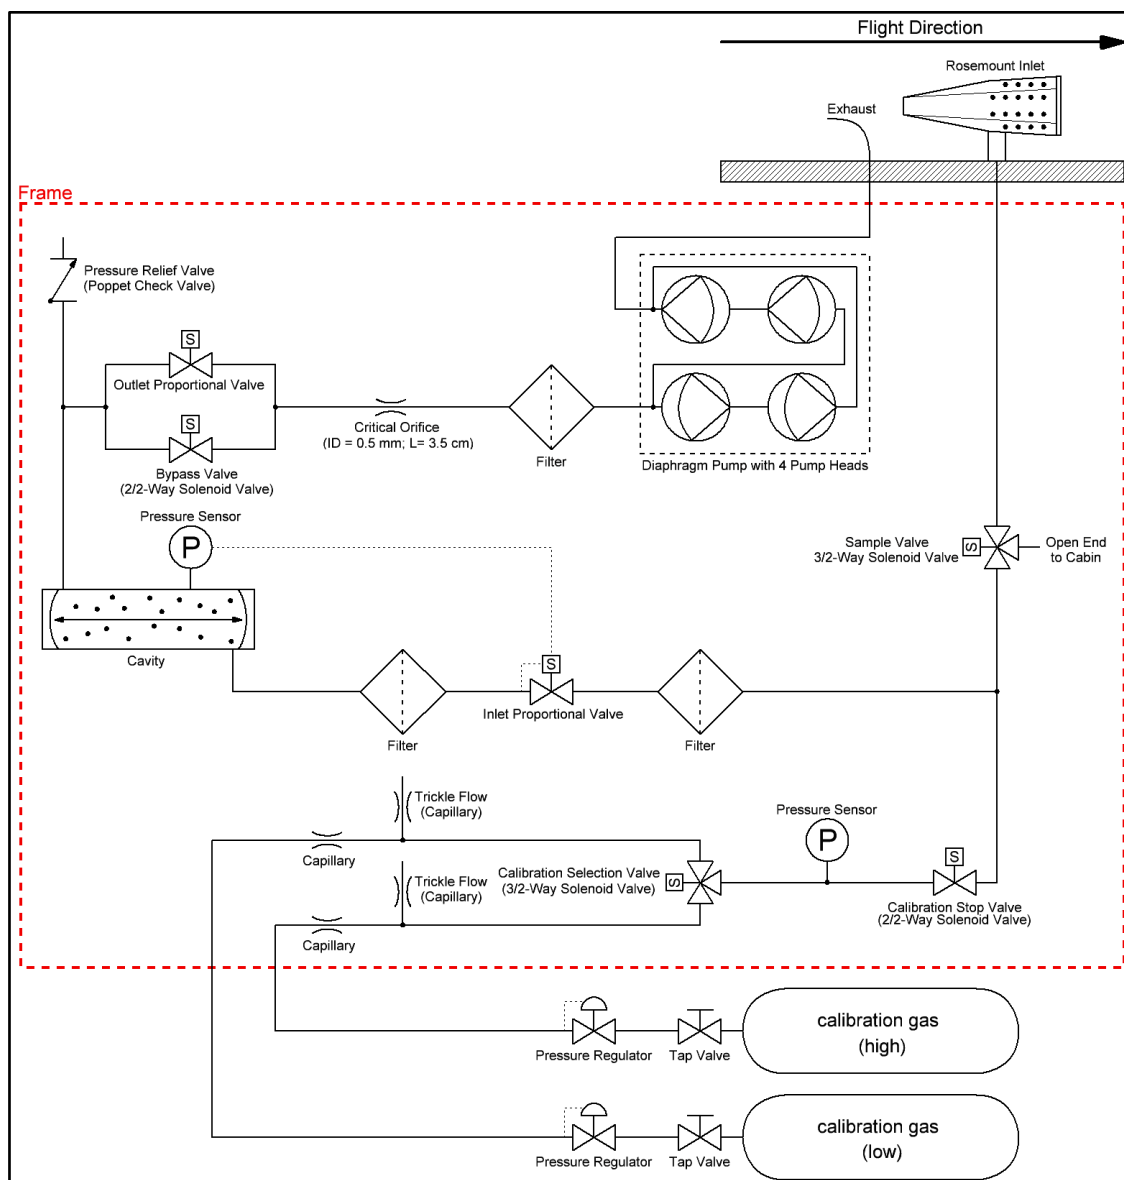 Flight Direction
Rosemount Inlet
Exhaust
Frame
Pressure Relief Valve
(Poppet Check Valve)
S
Outlet Proportional Valve
S
Bypass Valve
(2/2-Way Solenoid Valve)
Critical Orifice
(ID = 0.5 mm; L= 3.5 cm)
Filter
Diaphragm Pump with 4 Pump Heads
Pressure Sensor
P
Sample Valve
3/2-Way Solenoid Valve
S
Open End
to Cabin
Cavity
S
Inlet Proportional Valve
Filter
Filter
Trickle Flow
(Capillary)
Capillary
Trickle Flow
(Capillary)
Capillary
Calibration Selection Valve
(3/2-Way Solenoid Valve)
S
Pressure Sensor
P
S
Calibration Stop Valve
(2/2-Way Solenoid Valve)
Pressure Regulator
Tap Valve
calibration gas
(high)
Pressure Regulator
Tap Valve
calibration gas
(low)